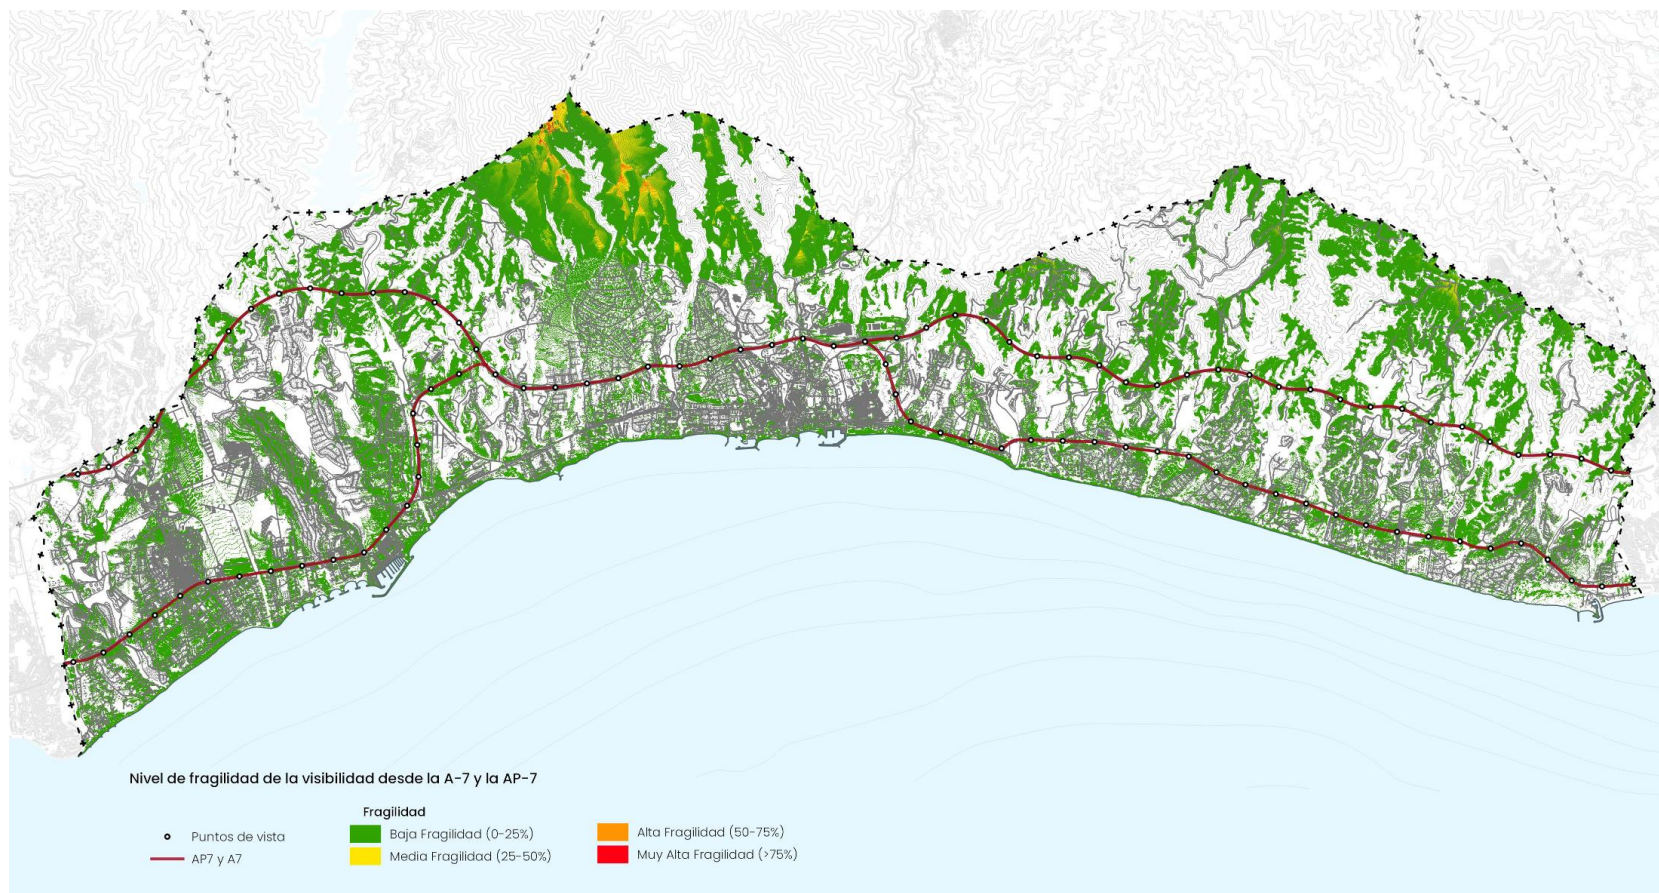 Nivel de fragilidad de la visibilidad desde la A-7 y la AP-7
Fragilidad
Puntos de vista
AP7 y A7
Baja Fragilidad (0-25%)
Media Fragilidad (25-50%)
Alta Fragilidad (50-75%)
Muy Alta Fragilidad (>75%)